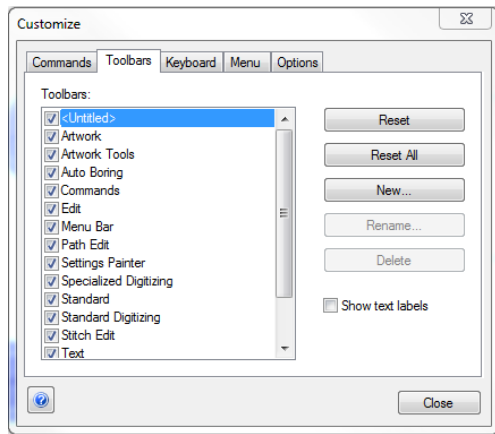 Customize
Commands Toolbars Keyboard Menu Options
Toolbars:
<Untitled>
Artwork
Artwork Tools
Auto Boring
Commands
Edit
Menu Bar
Path Edit
Settings Painter
Specialized Digitizing
Standard
Standard Digitizing
Stitch Edit
Text
Reset
Reset All
New...
Rename...
Delete
Show text labels
Close